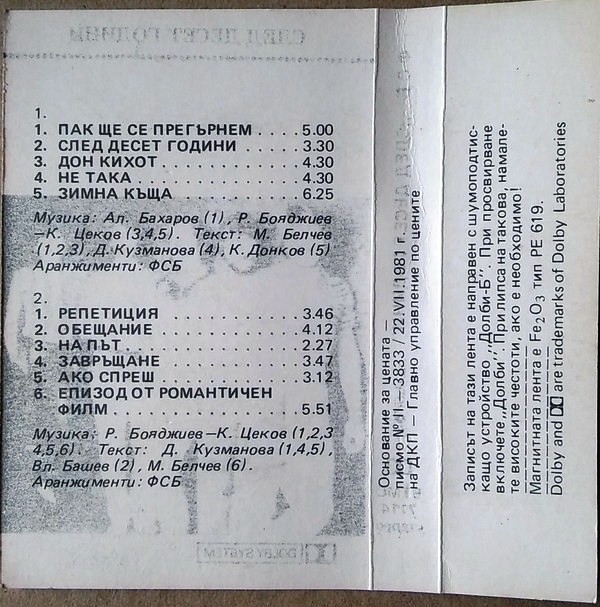 СЛЕД ДЕСЕТ ГОДИНИ
1.
1. ПАК ЩЕ СЕ ПРЕГЪРНЕМ . . . . 5.00
2. СЛЕД ДЕСЕТ ГОДИНИ . . . . . 3.30
3. ДОН КИХОТ . . . . . . . . . . . . 4.30
4. НЕ ТАКА . . . . . . . . . . . . . . 4.30
5. ЗИМНА КЪЩА . . . . . . . . . . 6.25
Музика: Ал. Бахаров (1), Р. Бояджиев
—К. Цеков (3,4,5). Текст: М. Белчев
(1,2,3), Д. Кузманова (4), К. Донков (5)
Аранжименти: ФСБ
2.
1. РЕПЕТИЦИЯ . . . . . . . . . . . . 3.46
2. ОБЕЩАНИЕ . . . . . . . . . . . . 4.12
3. НА ПЪТ . . . . . . . . . . . . . . . 2.27
4. ЗАВРЪЩАНЕ . . . . . . . . . . . 3.47
5. АКО СПРЕШ . . . . . . . . . . . . 3.12
6. ЕПИЗОД ОТ РОМАНТИЧЕН
ФИЛМ . . . . . . . . . . . . . . . . 5.51
Музика: Р. Бояджиев—К. Цеков (1,2,3
4,5,6). Текст: Д. Кузманова (1,4,5),
Вл. Башев (2), М. Белчев (6).
Аранжименти: ФСБ
DOLBY SYSTEM
Основание за цената —
писмо № II — 3833 / 22.VII.1981 г.
на ДКП — Главно управление по цените
Записът на тази лента е направен с шумоподтис-
кащо устройство „Долби-Б". При просвирване
включете „Долби". При липса на такова, намале-
те високите честоти, ако е необходимо!
Магнитната лента е Fe2O3 тип PE 619.
Dolby and are trademarks of Dolby Laboratories